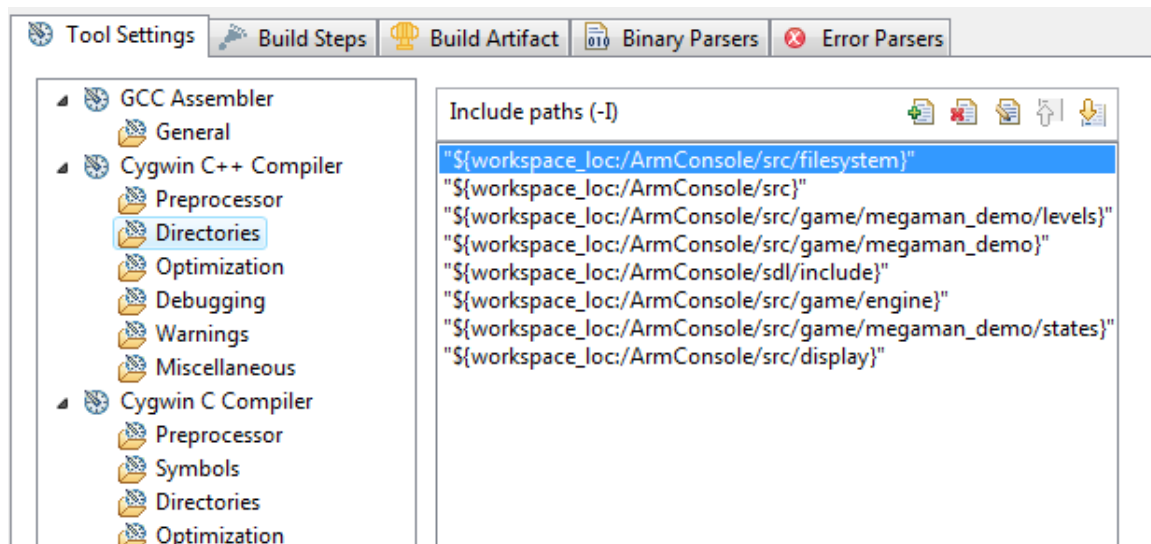 Tool Settings Build Steps Build Artifact Binary Parsers Error Parsers
GCC Assembler
General
Cygwin C++ Compiler
Preprocessor
Directories
Optimization
Debugging
Warnings
Miscellaneous
Cygwin C Compiler
Preprocessor
Symbols
Directories
Optimization
Include paths (-I)
"${workspace_loc:/ArmConsole/src/filesystem}"
"${workspace_loc:/ArmConsole/src}"
"${workspace_loc:/ArmConsole/src/game/megaman_demo/levels}"
"${workspace_loc:/ArmConsole/src/game/megaman_demo}"
"${workspace_loc:/ArmConsole/sdl/include}"
"${workspace_loc:/ArmConsole/src/game/engine}"
"${workspace_loc:/ArmConsole/src/game/megaman_demo/states}"
"${workspace_loc:/ArmConsole/src/display}"